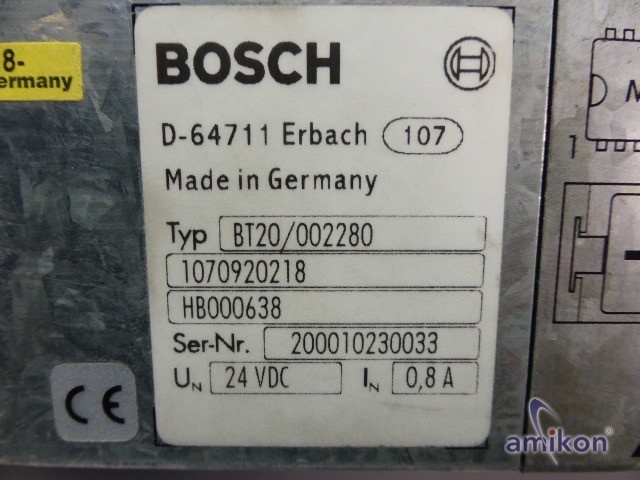 8-
ermany
BOSCH
D-64711 Erbach 107
Made in Germany
Typ BT20/002280
1070920218
HB000638
Ser-Nr. 200010230033
UN 24 VDC IN 0,8 A
CE
M
1
amikon